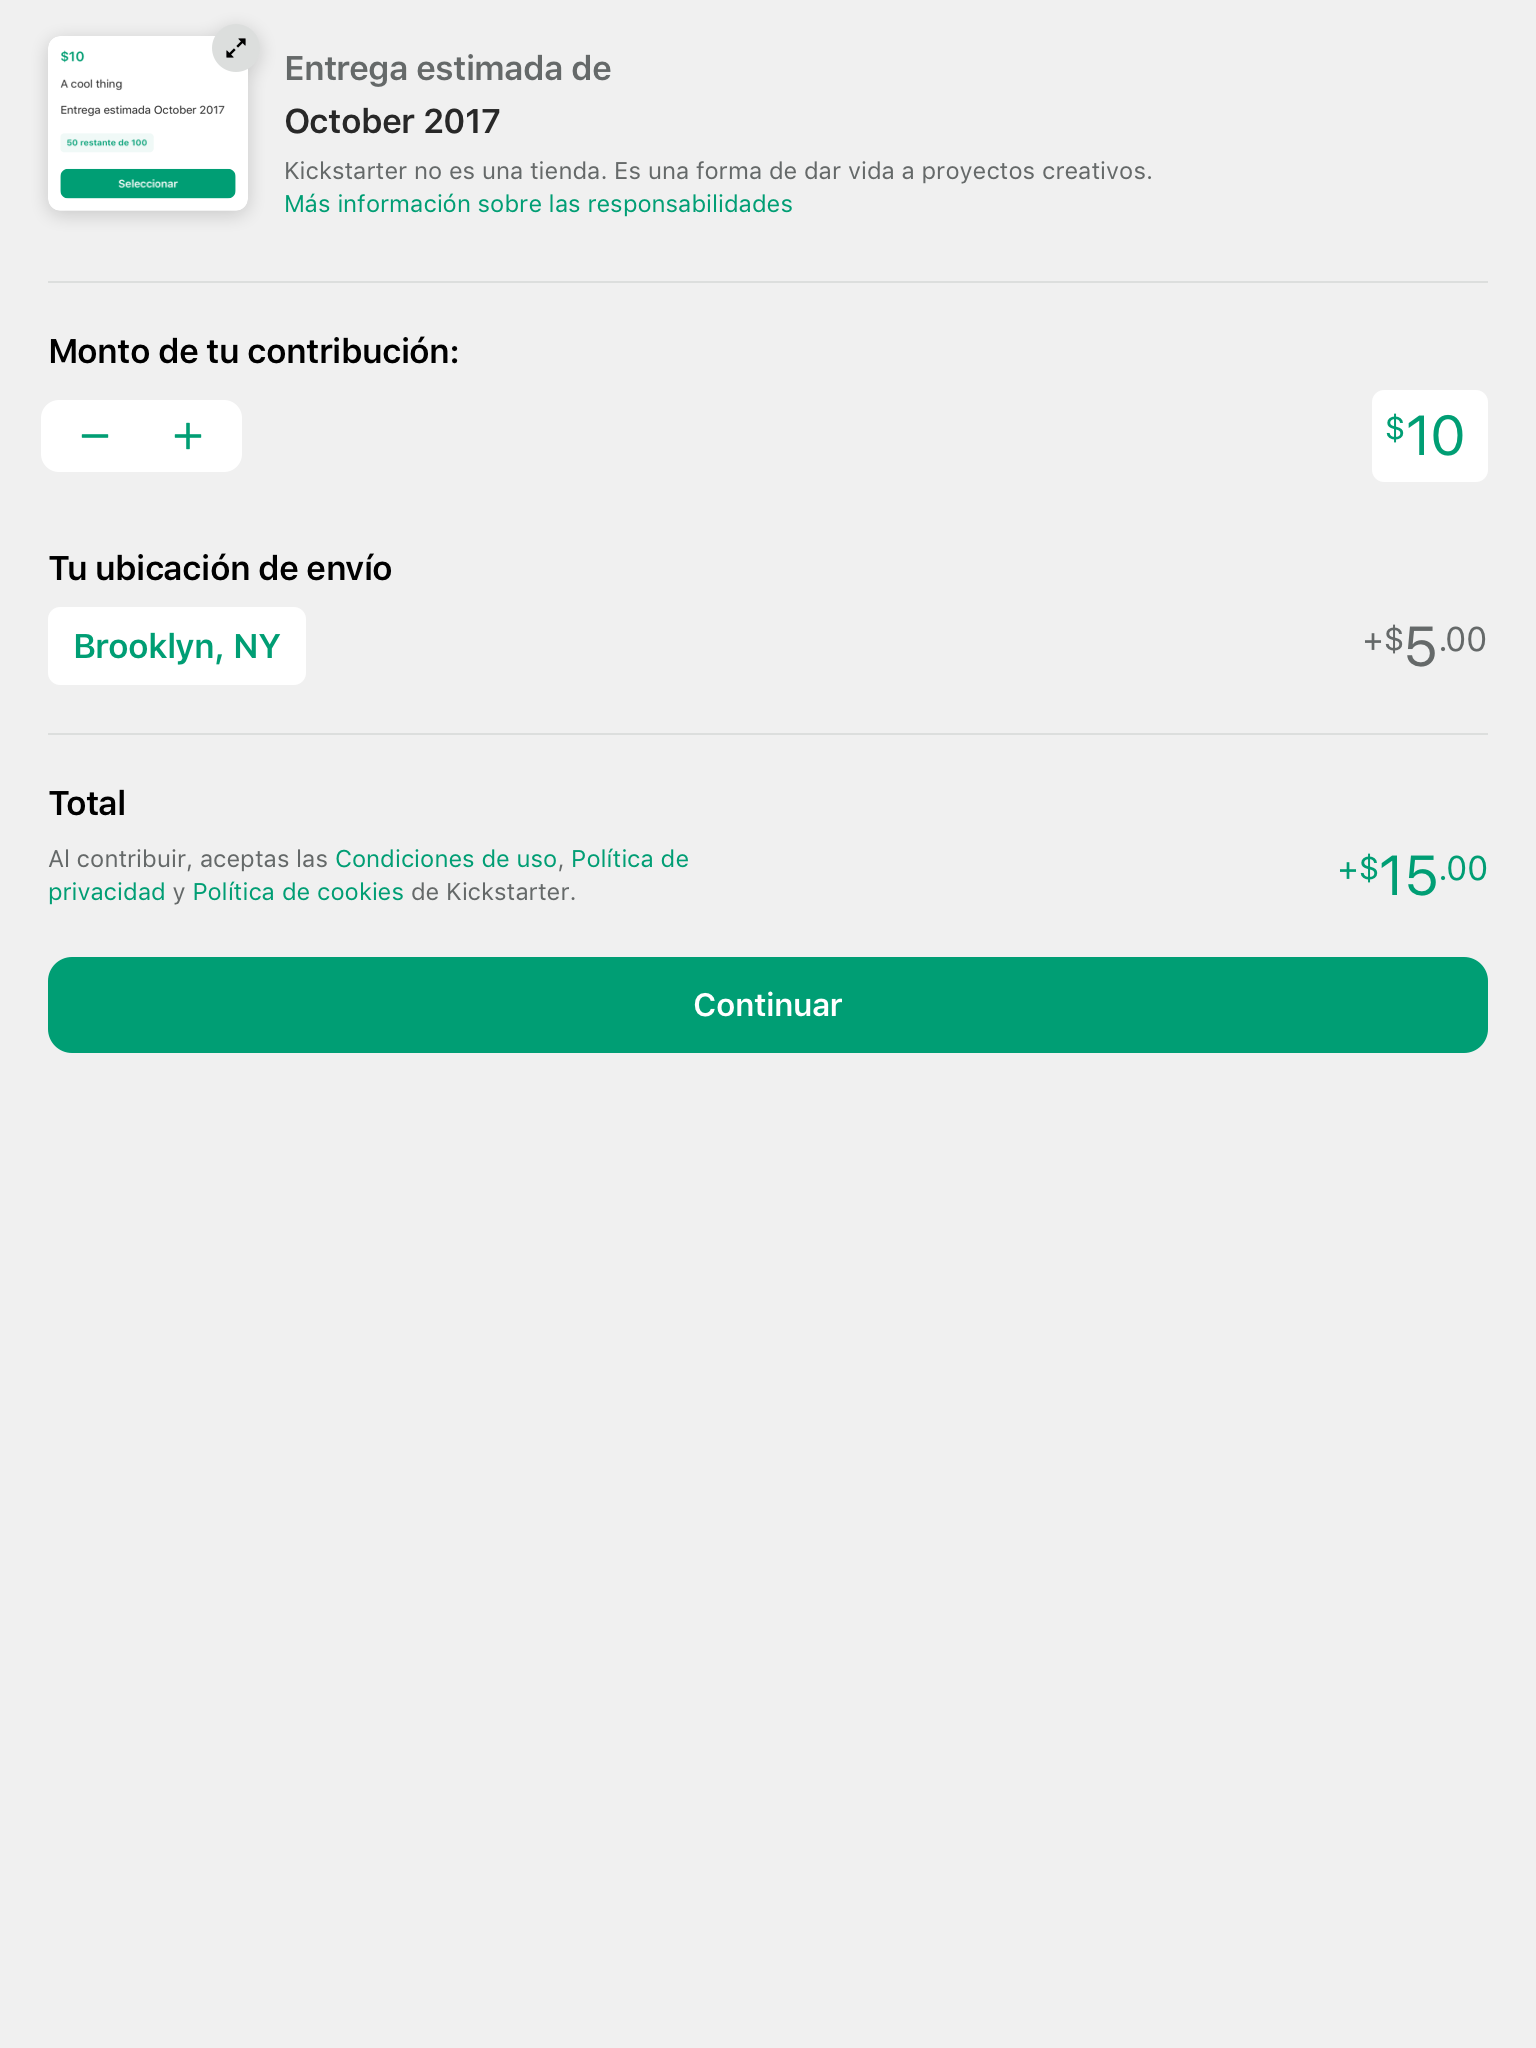 $10
A cool thing
Entrega estimada October 2017
50 restante de 100
Seleccionar
Entrega estimada de
October 2017
Kickstarter no es una tienda. Es una forma de dar vida a proyectos creativos.
Más información sobre las responsabilidades
Monto de tu contribución:
− +
$10
Tu ubicación de envío
Brooklyn, NY
+$5.00
Total
Al contribuir, aceptas las Condiciones de uso, Política de
privacidad y Política de cookies de Kickstarter.
+$15.00
Continuar